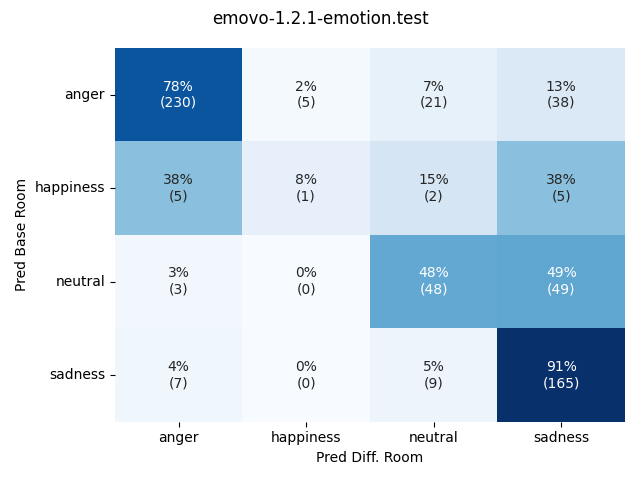 emovo-1.2.1-emotion.test
Pred Base Room
anger
78%
(230)
2%
(5)
7%
(21)
13%
(38)
happiness
38%
(5)
8%
(1)
15%
(2)
38%
(5)
neutral
3%
(3)
0%
(0)
48%
(48)
49%
(49)
sadness
4%
(7)
0%
(0)
5%
(9)
91%
(165)
anger
happiness
neutral
sadness
Pred Diff. Room